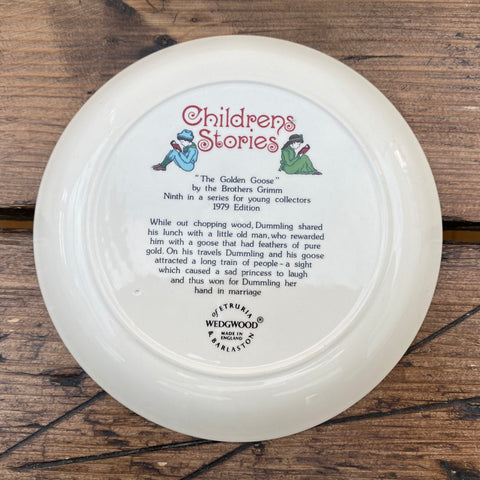 Childrens
Stories
"The Golden Goose"
by the Brothers Grimm
Ninth in a series for young collectors
1979 Edition
While out chopping wood, Dummling shared
his lunch with a little old man, who rewarded
him with a goose that had feathers of pure
gold. On his travels Dummling and his goose
attracted a long train of people - a sight
which caused a sad princess to laugh
and thus won for Dummling her
hand in marriage
of ETRURIA
WEDGWOOD®
MADE IN
ENGLAND
& BARLASTON